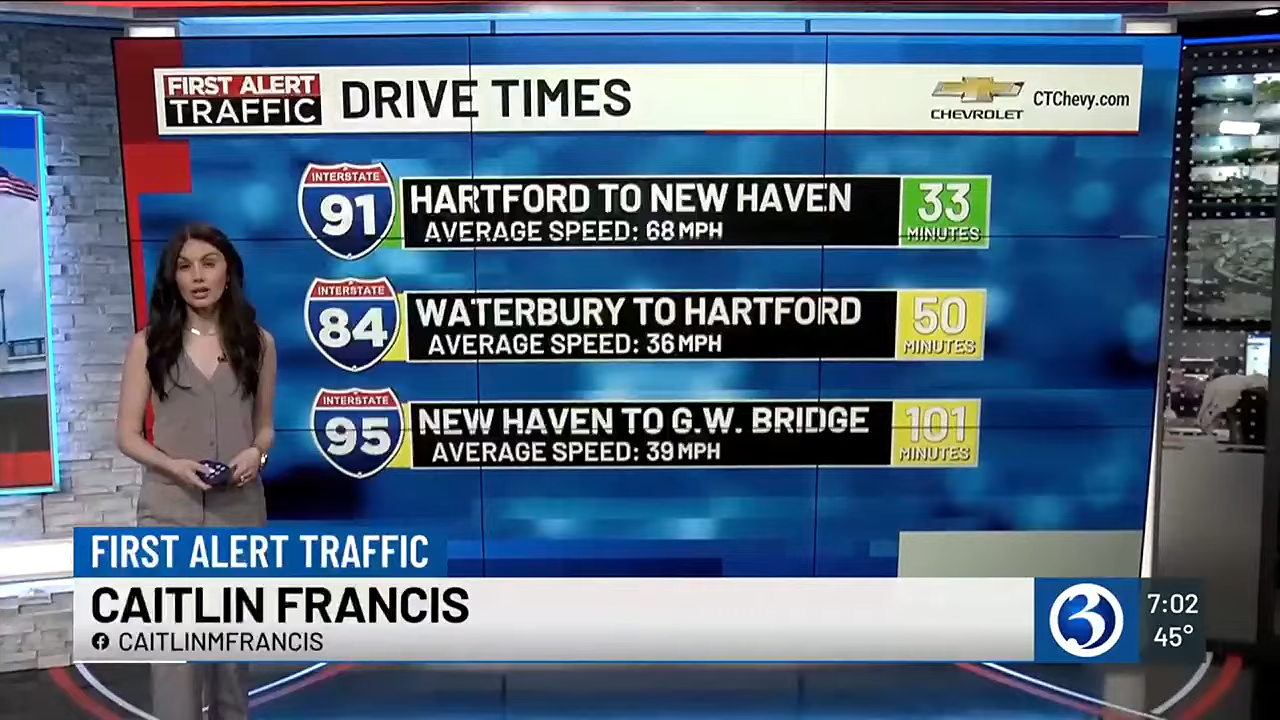 FIRST ALERT
TRAFFIC
DRIVE TIMES
CHEVROLET
CTChevy.com
INTERSTATE
91
HARTFORD TO NEW HAVEN
AVERAGE SPEED: 68 MPH
33
MINUTES
INTERSTATE
84
WATERBURY TO HARTFORD
AVERAGE SPEED: 36 MPH
50
MINUTES
INTERSTATE
95
NEW HAVEN TO G.W. BRIDGE
AVERAGE SPEED: 39 MPH
101
MINUTES
FIRST ALERT TRAFFIC
CAITLIN FRANCIS
CAITLINMFRANCIS
3
7:02
45°